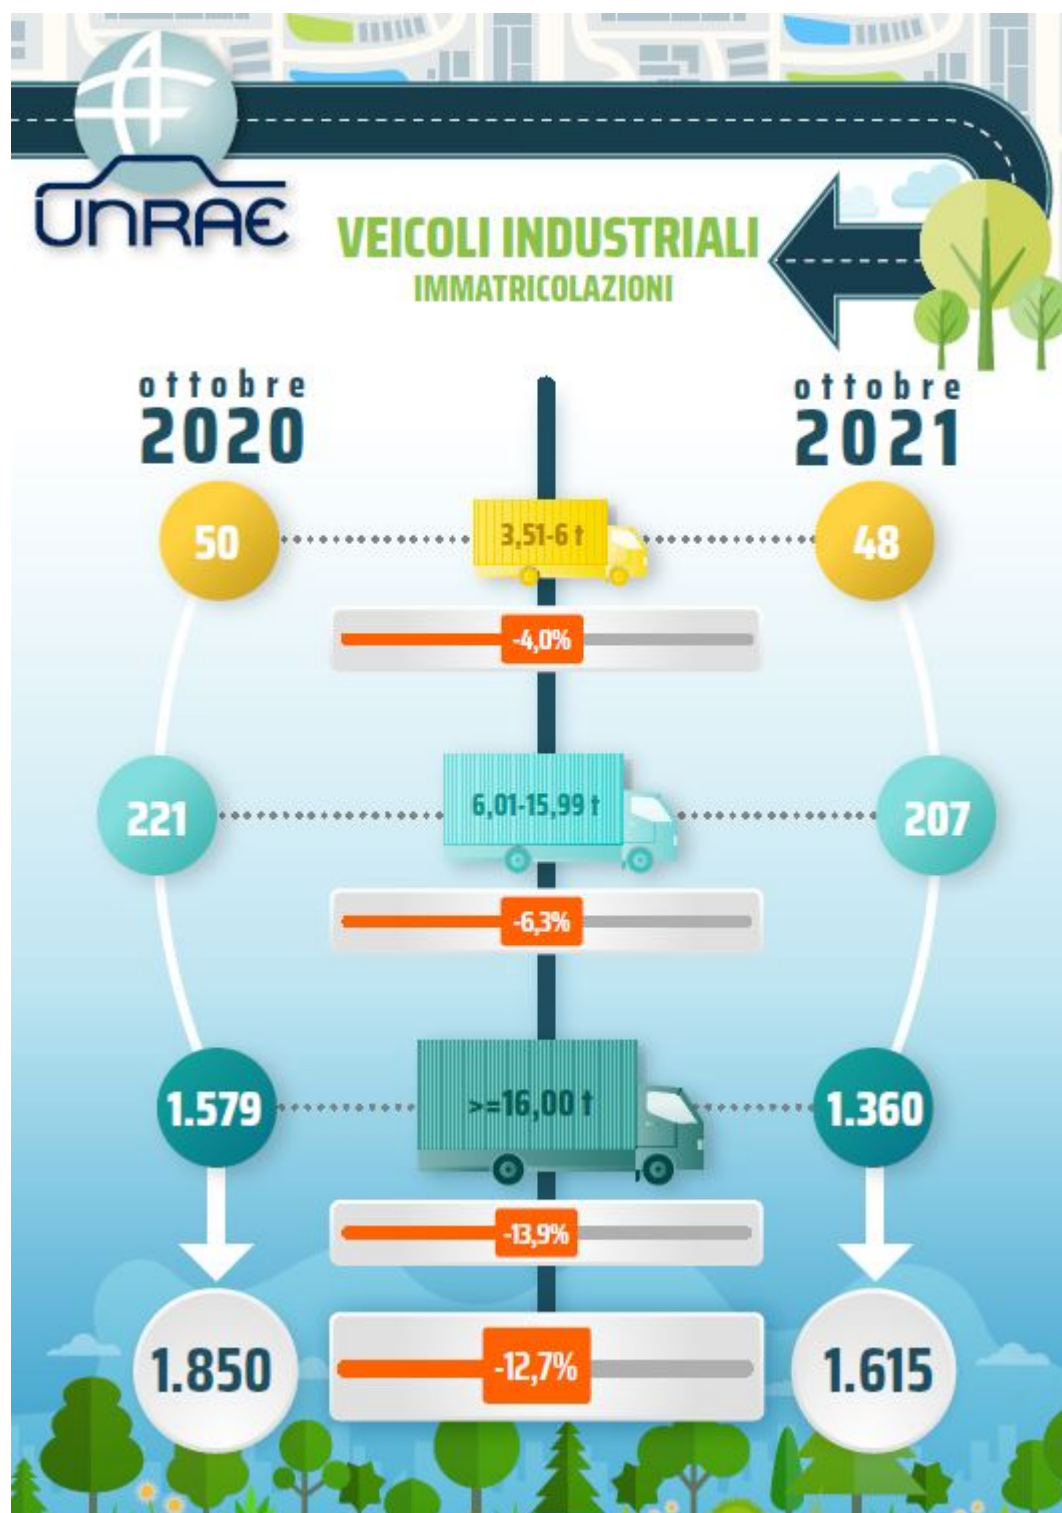 UNRAE
VEICOLI INDUSTRIALI
IMMATRICOLAZIONI
ottobre
2020
ottobre
2021
50
3,51-6 t
48
-4,0%
221
6,01-15,99 t
207
-6,3%
1.579
>=16,00 t
1.360
-13,9%
1.850
-12,7%
1.615